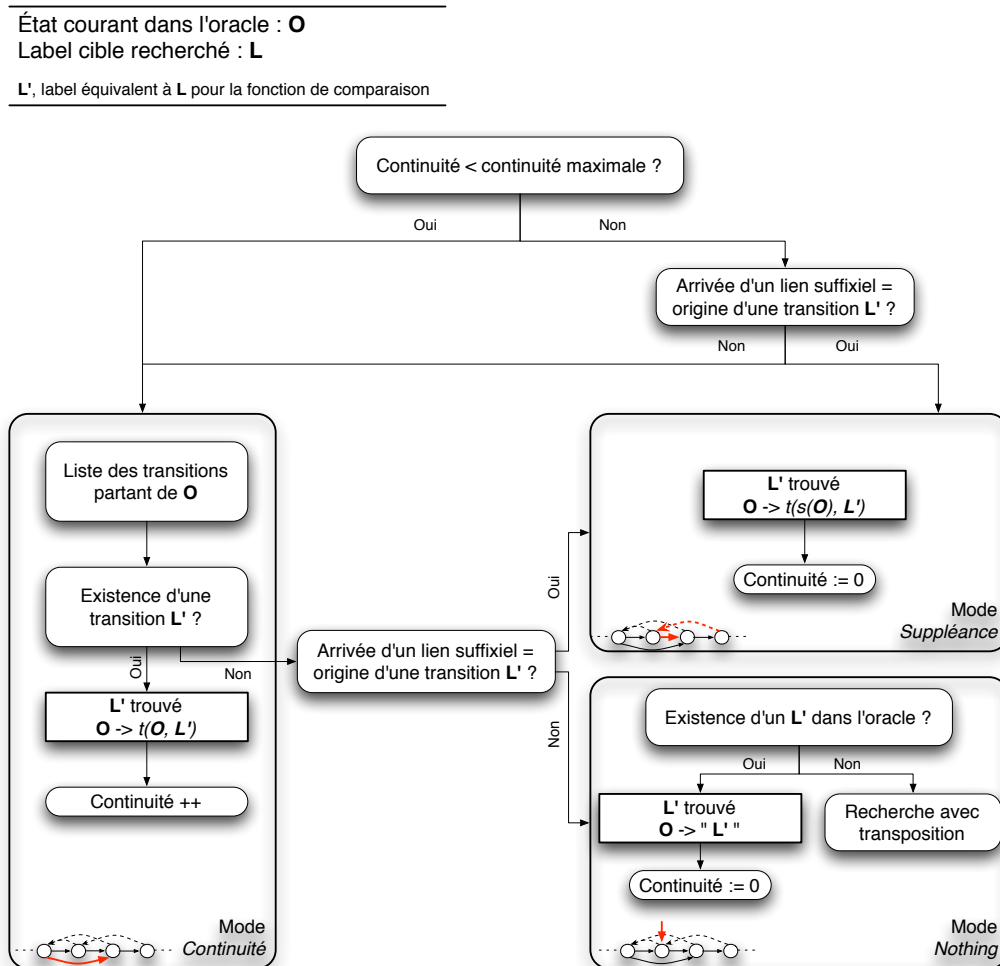 État courant dans l'oracle : O
Label cible recherché : L
L', label équivalent à L pour la fonction de comparaison
Continuité < continuité maximale ?
Oui
Non
Arrivée d'un lien suffixiel =
origine d'une transition L' ?
Non
Oui
Liste des transitions
partant de O
Existence d'une
transition L' ?
Oui
Non
L' trouvé
O -> t(O, L')
Continuité ++
Mode
Continuité
Arrivée d'un lien suffixiel =
origine d'une transition L' ?
Oui
Non
L' trouvé
O -> t(s(O), L')
Continuité := 0
Mode
Suppléance
Existence d'un L' dans l'oracle ?
Oui
Non
L' trouvé
O -> " L' "
Recherche avec
transposition
Continuité := 0
Mode
Nothing